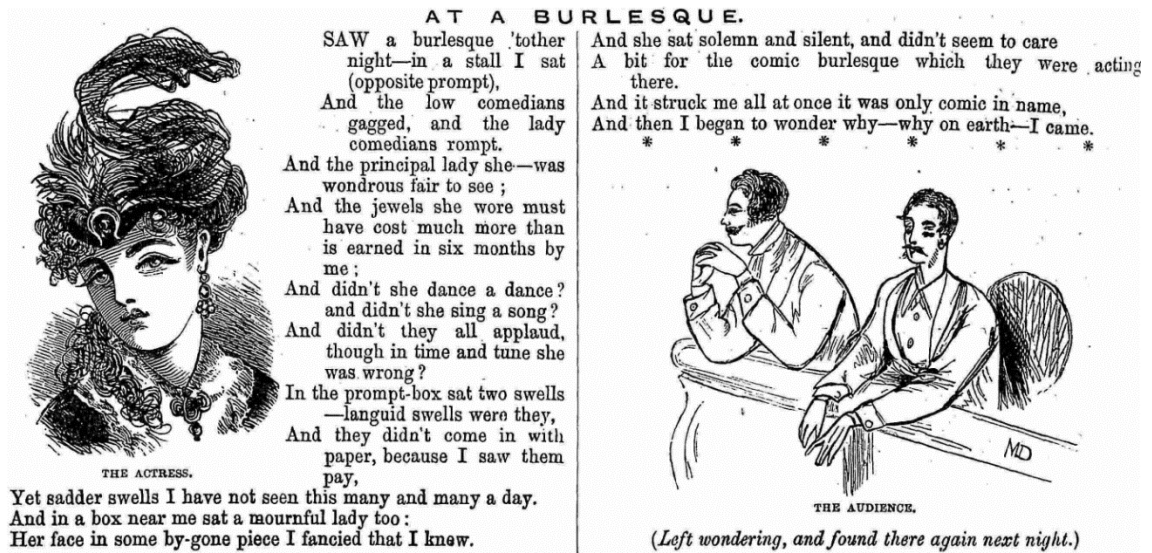 AT A BURLESQUE.
SAW a burlesque 'tother
night—in a stall I sat
(opposite prompt),
And the low comedians
gagged, and the lady
comedians rompt.
And the principal lady she—was
wondrous fair to see ;
And the jewels she wore must
have cost much more than
is earned in six months by
me ;
And didn't she dance a dance?
and didn't she sing a song?
And didn't they all applaud,
though in time and tune she
was wrong?
In the prompt-box sat two swells
—languid swells were they,
And they didn't come in with
paper, because I saw them
pay,
THE ACTRESS.
Yet sadder swells I have not seen this many and many a day.
And in a box near me sat a mournful lady too :
Her face in some by-gone piece I fancied that I knew.
And she sat solemn and silent, and didn't seem to care
A bit for the comic burlesque which they were acting
there.
And it struck me all at once it was only comic in name,
And then I began to wonder why—why on earth—I came.
* * * * * *
MD
THE AUDIENCE.
(Left wondering, and found there again next night.)